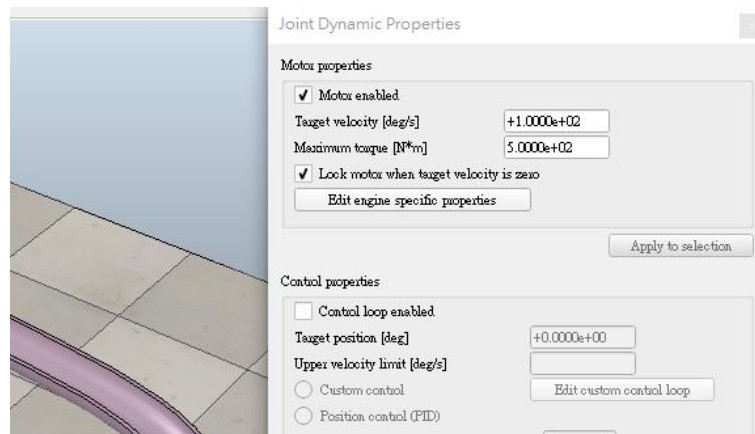 Joint Dynamic Properties
Motor properties
Motor enabled
Target velocity [deg/s] +1.0000e+02
Maximum torque [N*m] 5.0000e+02
Lock motor when target velocity is zero
Edit engine specific properties
Apply to selection
Control properties
Control loop enabled
Target position [deg] +0.0000e+00
Upper velocity limit [deg/s]
Custom control Edit custom control loop
Position control (PID)